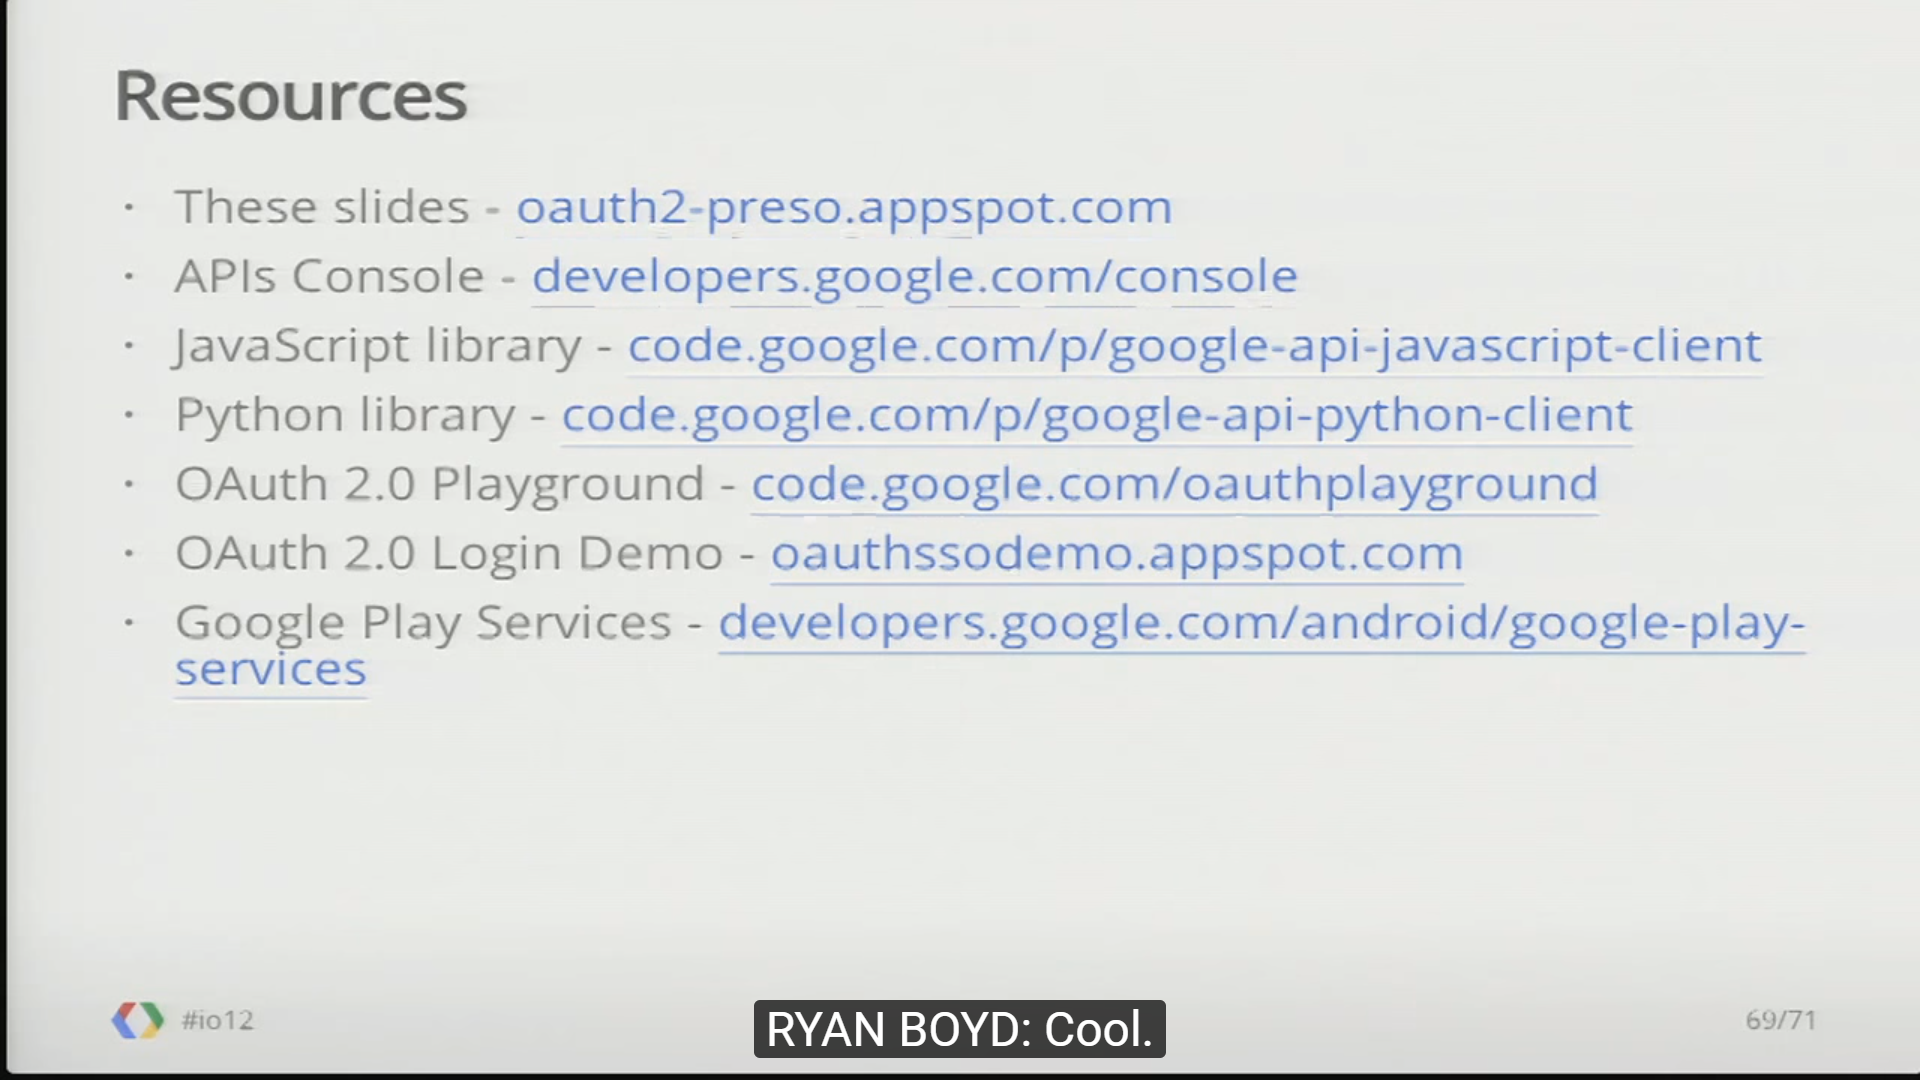 Resources
· These slides - oauth2-preso.appspot.com
· APIs Console - developers.google.com/console
· JavaScript library - code.google.com/p/google-api-javascript-client
· Python library - code.google.com/p/google-api-python-client
· OAuth 2.0 Playground - code.google.com/oauthplayground
· OAuth 2.0 Login Demo - oauthssodemo.appspot.com
· Google Play Services - developers.google.com/android/google-play-
services
#io12
RYAN BOYD: Cool.
69/71